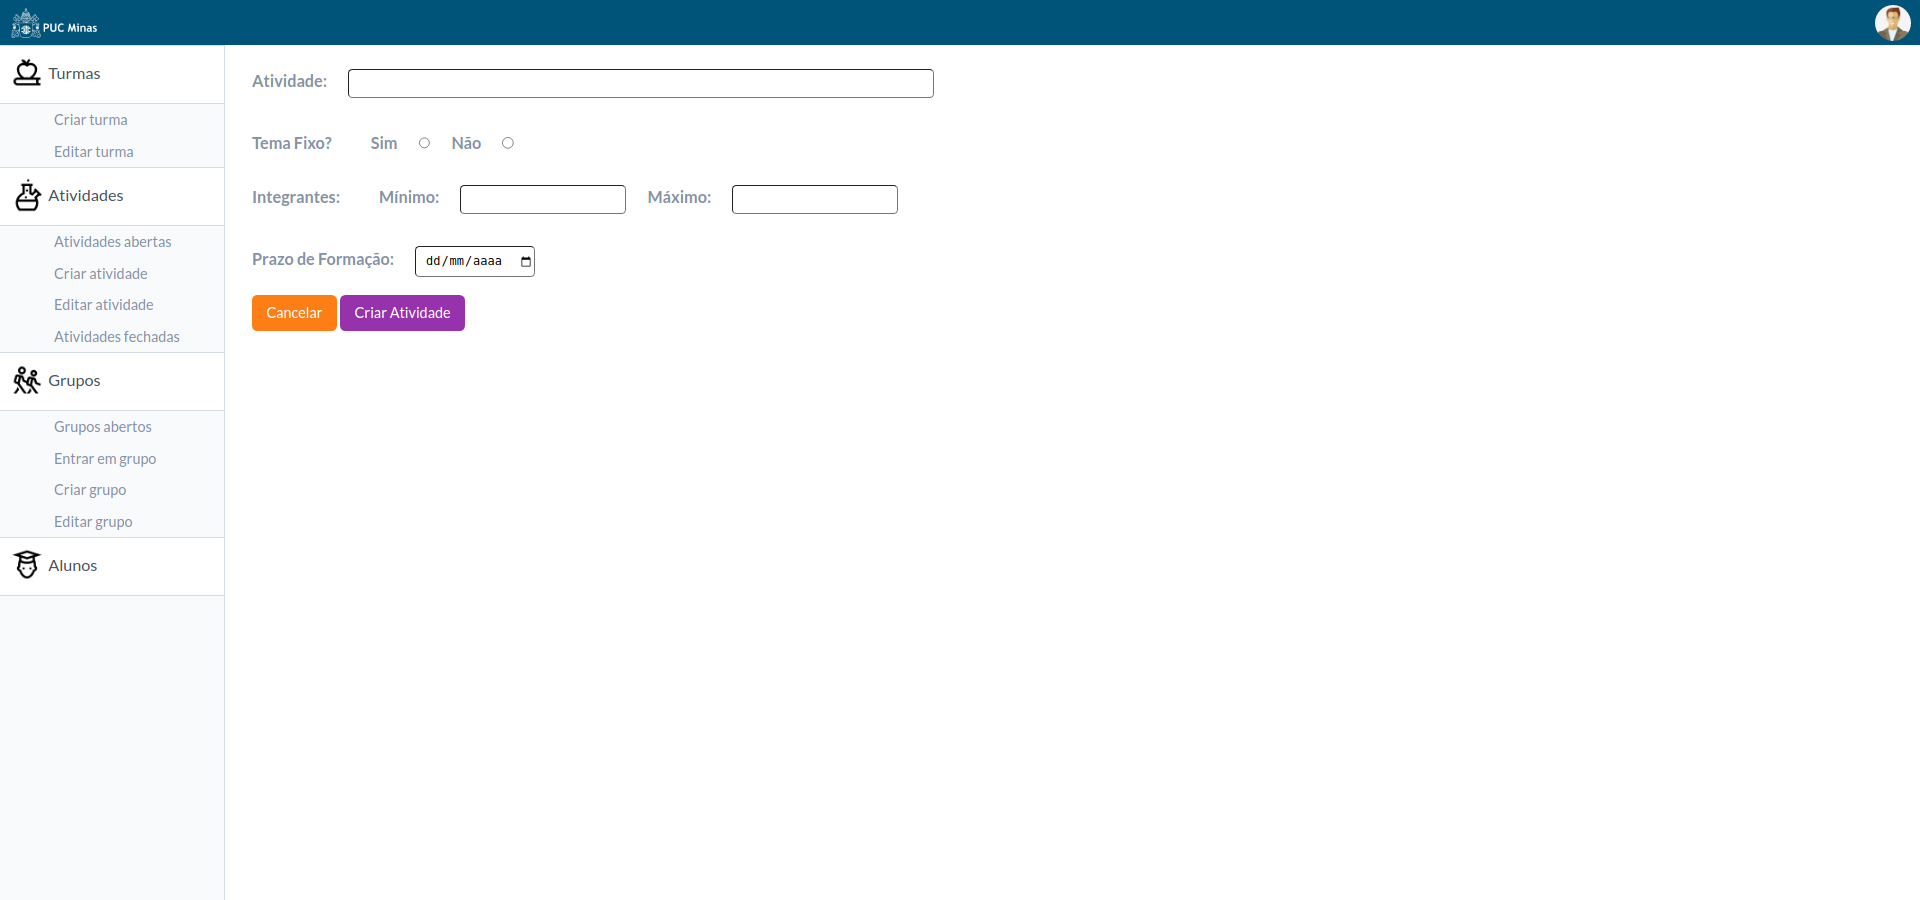 PUC Minas
Turmas
Criar turma
Editar turma
Atividades
Atividades abertas
Criar atividade
Editar atividade
Atividades fechadas
Grupos
Grupos abertos
Entrar em grupo
Criar grupo
Editar grupo
Alunos
Atividade:
Tema Fixo? Sim Não
Integrantes: Mínimo: Máximo:
Prazo de Formação: dd/mm/aaaa
Cancelar Criar Atividade